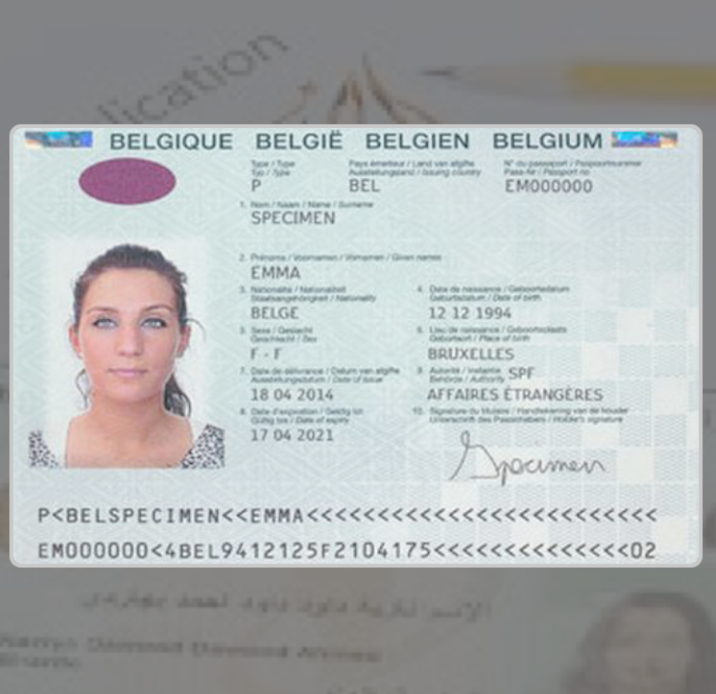 lication
BELGIQUE BELGIË BELGIEN BELGIUM
Type / Type Pays émetteur / Land van afgifte N° du passeport / Paspoortnummer
Typ / Type Ausstellungsland / Issuing country Pass-Nr / Passport no
P BEL EM000000
1. Nom / Naam / Name / Surname
SPECIMEN
2. Prénoms / Voornamen / Vornamen / Given names
EMMA
3. Nationalité / Nationaliteit 4. Date de naissance / Geboortedatum
Staatsangehörigkeit / Nationality Geburtsdatum / Date of birth
BELGE 12 12 1994
5. Sexe / Geslacht 6. Lieu de naissance / Geboorteplaats
Geschlecht / Sex Geburtsort / Place of birth
F - F BRUXELLES
7. Date de délivrance / Datum van afgifte 8. Autorité / Instantie SPF
Ausstellungsdatum / Date of issue Behörde / Authority
18 04 2014 AFFAIRES ÉTRANGÈRES
Date d'expiration / Geldig tot 10. Signature du titulaire / Handtekening van de houder
Gültig bis / Date of expiry Unterschrift des Passinhabers / Holder's signature
17 04 2021
Specimen
P<BELSPECIMEN<<EMMA<<<<<<<<<<<<<<<<<<<<<<<<<
EM000000<4BEL9412125F2104175<<<<<<<<<<<<<<02